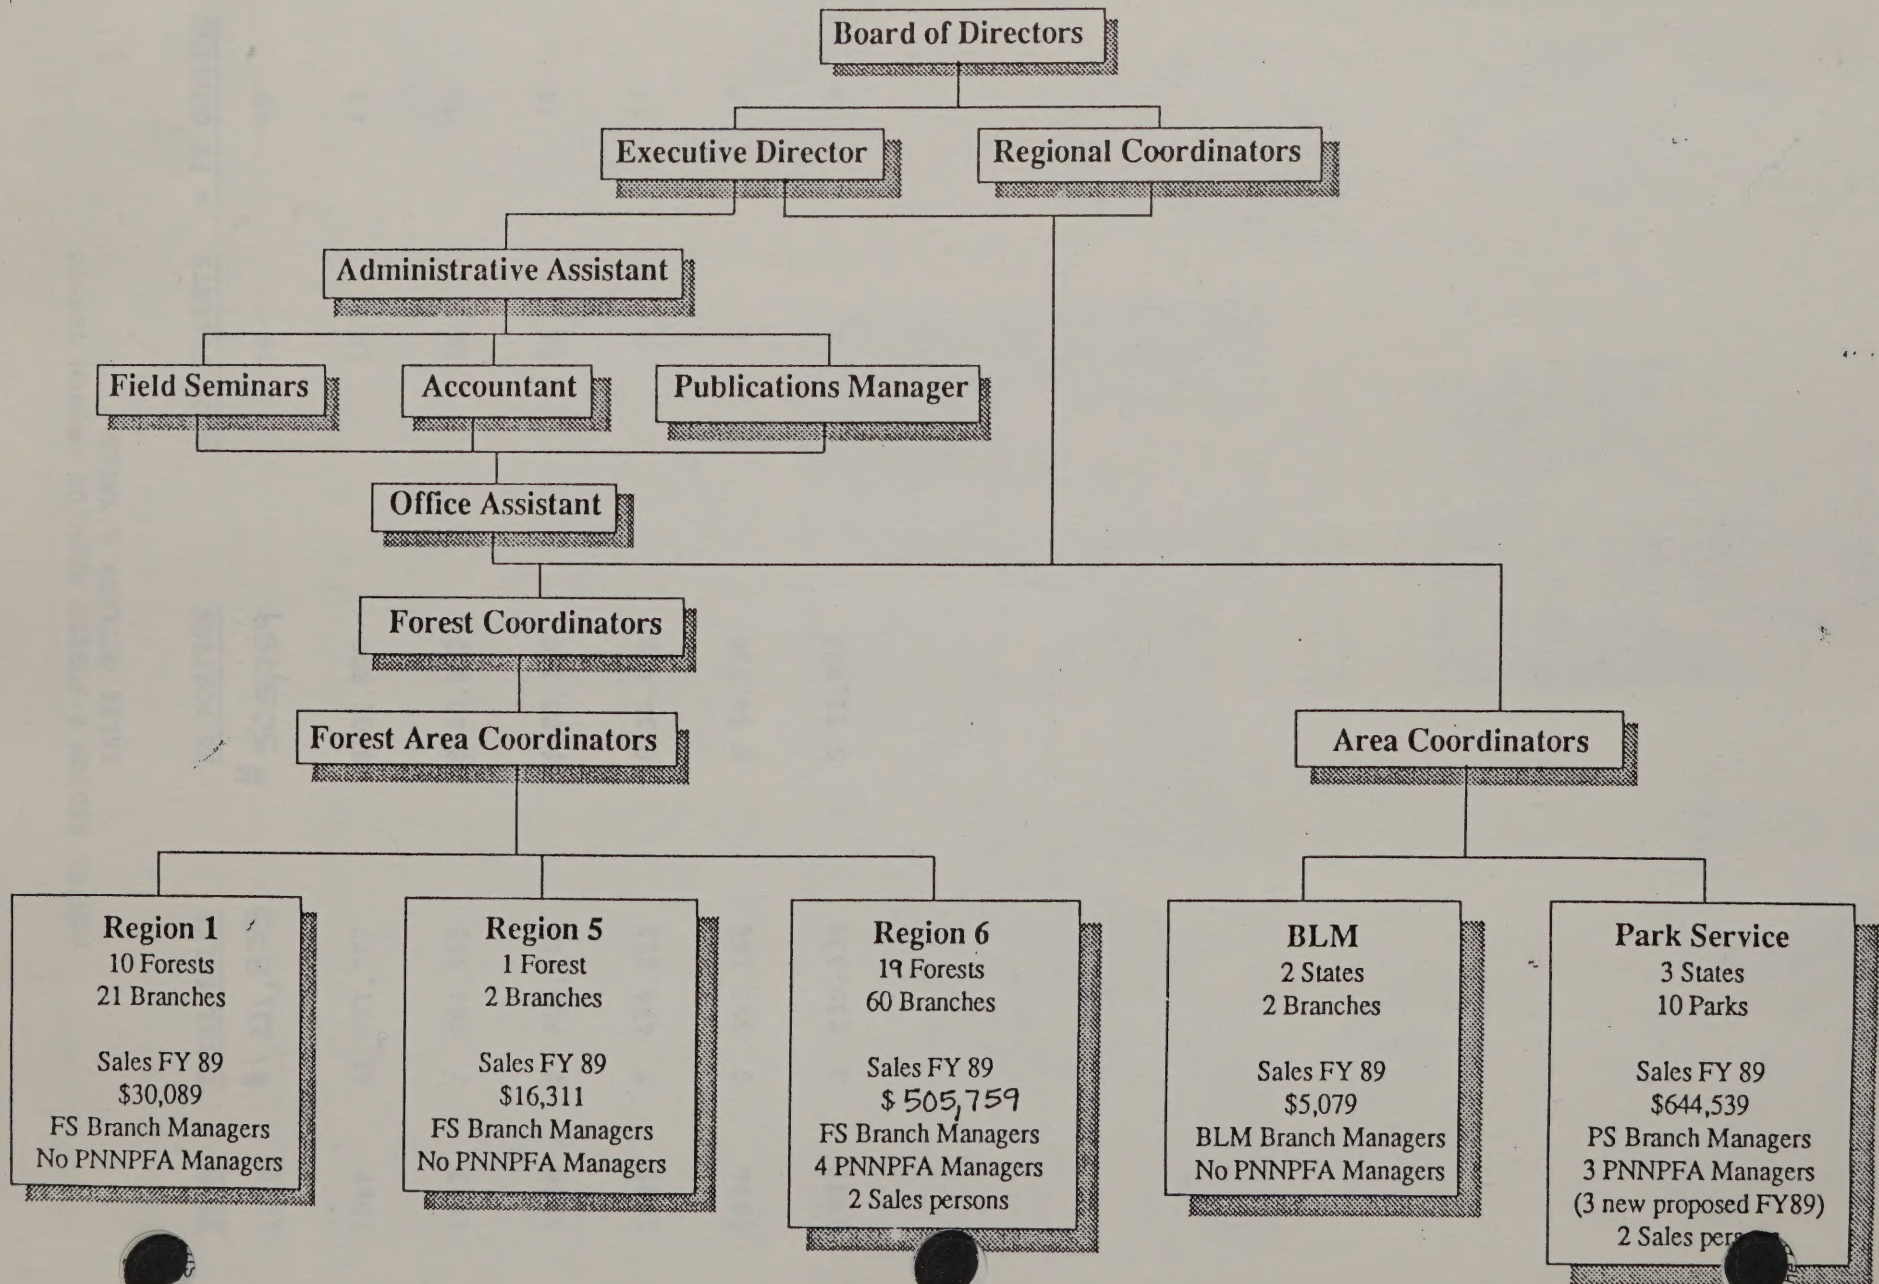 Board of Directors
Executive Director
Regional Coordinators
Administrative Assistant
Field Seminars
Accountant
Publications Manager
Office Assistant
Forest Coordinators
Forest Area Coordinators
Area Coordinators
Region 1
10 Forests
21 Branches
Sales FY 89
$30,089
FS Branch Managers
No PNNPFA Managers
Region 5
1 Forest
2 Branches
Sales FY 89
$16,311
FS Branch Managers
No PNNPFA Managers
Region 6
19 Forests
60 Branches
Sales FY 89
$505,759
FS Branch Managers
4 PNNPFA Managers
2 Sales persons
BLM
2 States
2 Branches
Sales FY 89
$5,079
BLM Branch Managers
No PNNPFA Managers
Park Service
3 States
10 Parks
Sales FY 89
$644,539
PS Branch Managers
3 PNNPFA Managers
(3 new proposed FY89)
2 Sales